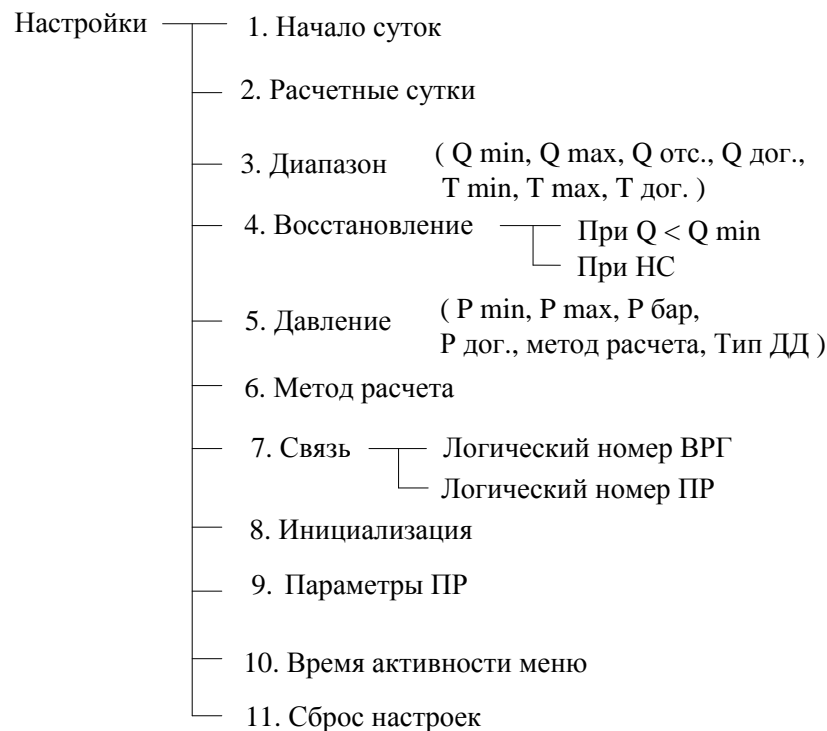 Настройки
1. Начало суток
2. Расчетные сутки
3. Диапазон
( Q min, Q max, Q отс., Q дог.,
T min, T max, T дог. )
4. Восстановление
При Q < Q min
При НС
5. Давление
( P min, P max, P бар,
P дог., метод расчета, Тип ДД )
6. Метод расчета
7. Связь
Логический номер ВРГ
Логический номер ПР
8. Инициализация
9. Параметры ПР
10. Время активности меню
11. Сброс настроек